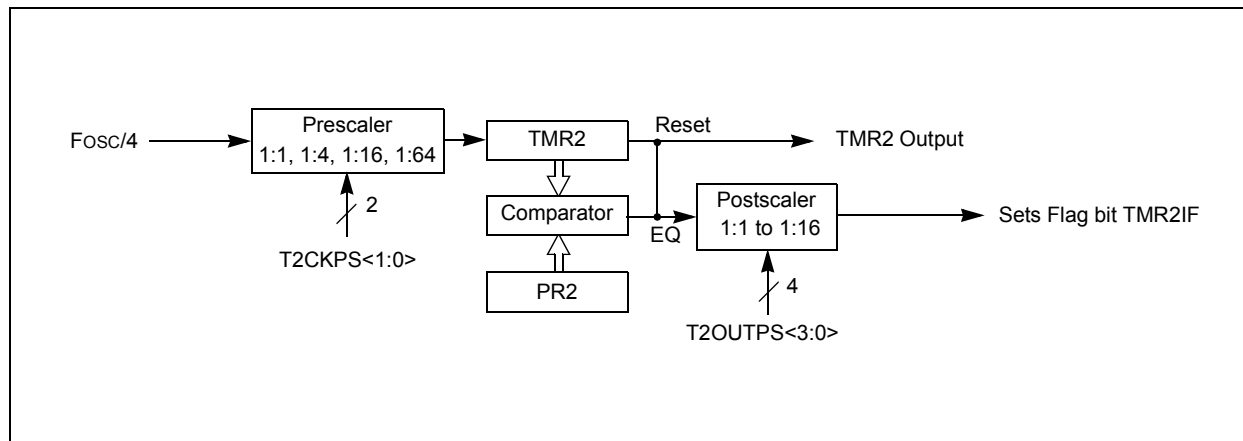 Fosc/4
Prescaler
1:1, 1:4, 1:16, 1:64
2
T2CKPS<1:0>
TMR2
Reset
TMR2 Output
Comparator
EQ
PR2
Postscaler
1:1 to 1:16
4
T2OUTPS<3:0>
Sets Flag bit TMR2IF